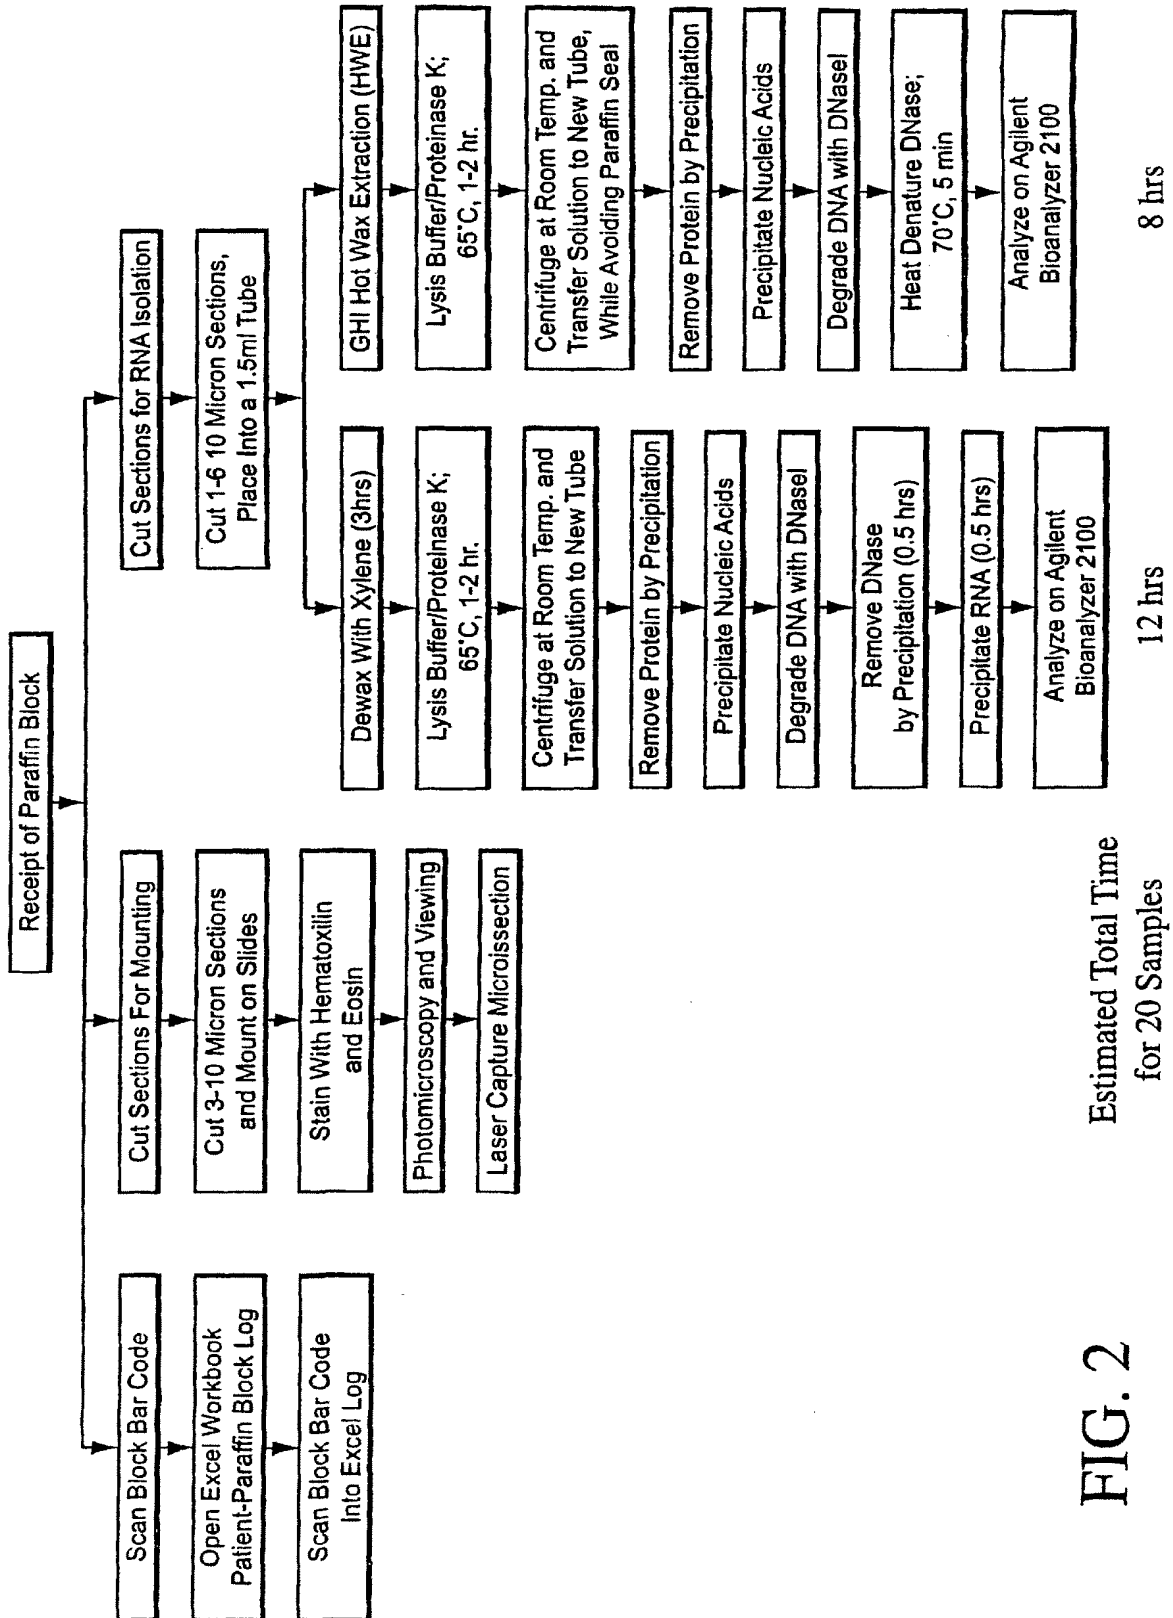 Receipt of Paraffin Block
Scan Block Bar Code
Open Excel Workbook
Patient-Paraffin Block Log
Scan Block Bar Code
Into Excel Log
Cut Sections For Mounting
Cut 3-10 Micron Sections
and Mount on Slides
Stain With Hematoxilin
and Eosin
Photomicroscopy and Viewing
Laser Capture Microissection
Cut Sections for RNA Isolation
Cut 1-6 10 Micron Sections,
Place Into a 1.5ml Tube
Dewax With Xylene (3hrs)
Lysis Buffer/Proteinase K;
65°C, 1-2 hr.
Centrifuge at Room Temp. and
Transfer Solution to New Tube
Remove Protein by Precipitation
Precipitate Nucleic Acids
Degrade DNA with DNaseI
Remove DNase
by Precipitation (0.5 hrs)
Precipitate RNA (0.5 hrs)
Analyze on Agilent
Bioanalyzer 2100
GHI Hot Wax Extraction (HWE)
Lysis Buffer/Proteinase K;
65°C, 1-2 hr.
Centrifuge at Room Temp. and
Transfer Solution to New Tube,
While Avoiding Paraffin Seal
Remove Protein by Precipitation
Precipitate Nucleic Acids
Degrade DNA with DNaseI
Heat Denature DNase;
70°C, 5 min
Analyze on Agilent
Bioanalyzer 2100
Estimated Total Time
for 20 Samples
12 hrs
8 hrs
FIG. 2